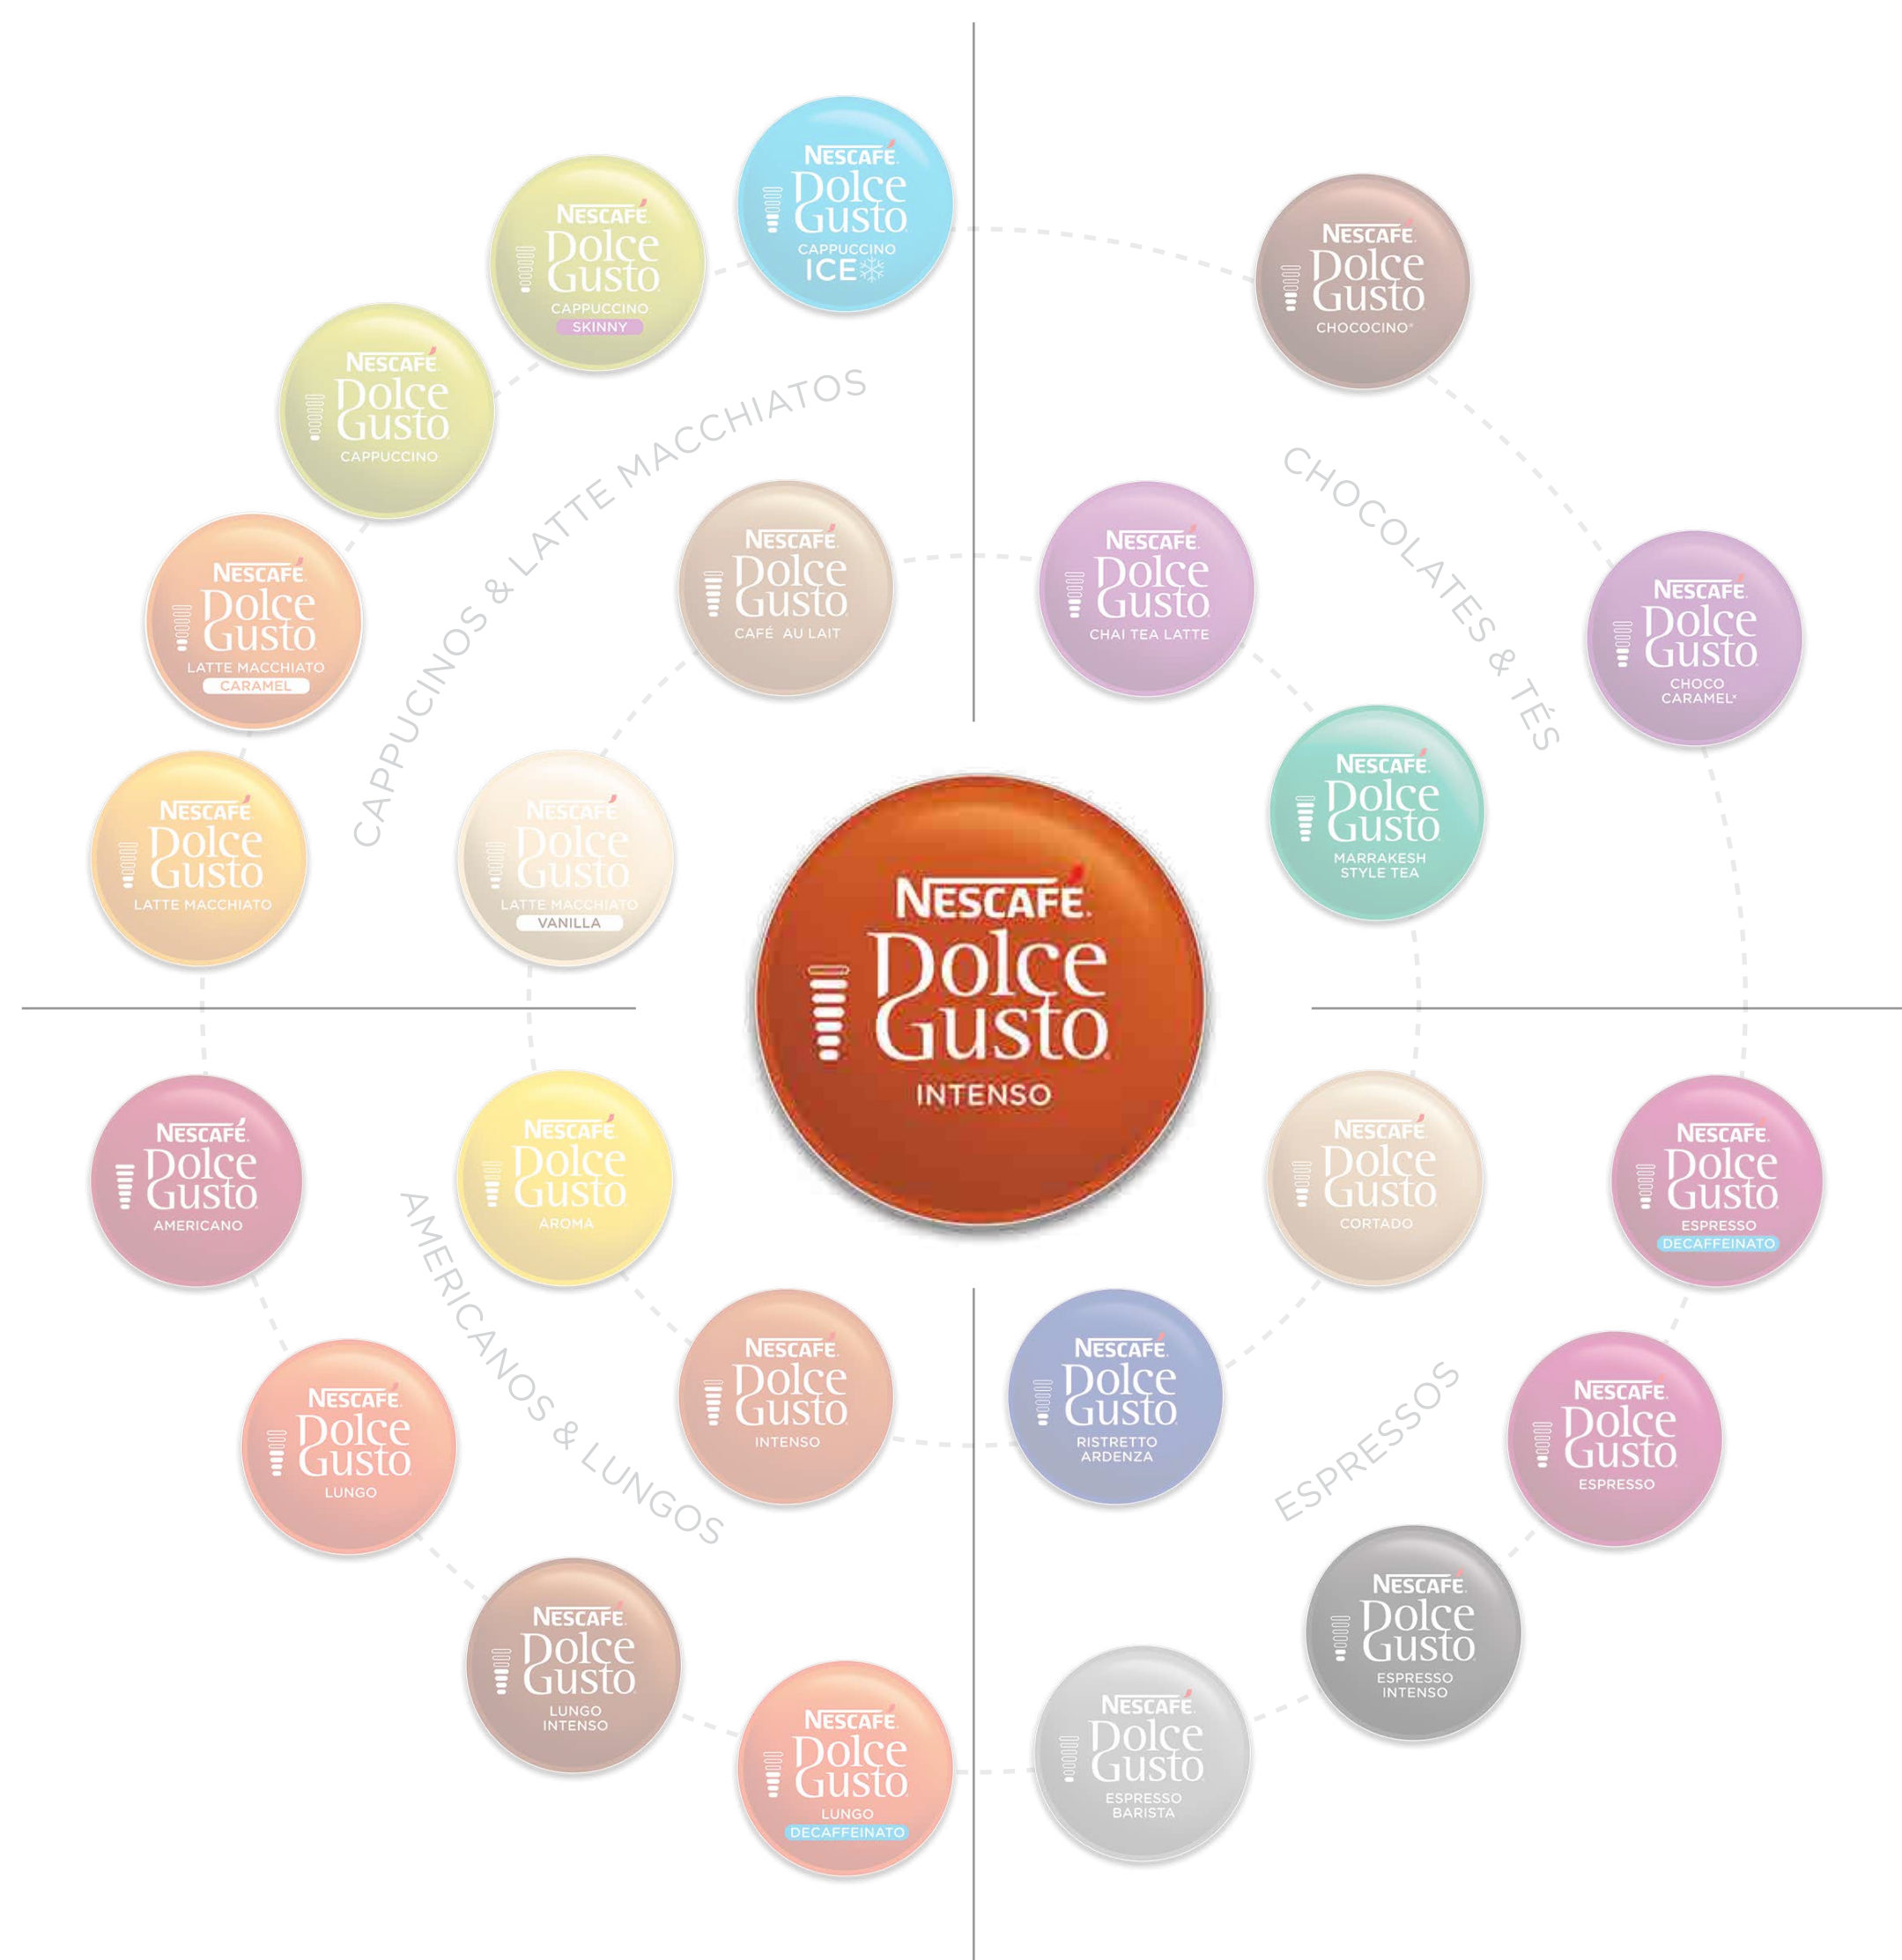 NESCAFÉ.
Dolce
Gusto
CAPPUCCINO
ICE
NESCAFÉ.
Dolce
Gusto
CAPPUCCINO
SKINNY
NESCAFÉ.
Dolce
Gusto
CAPPUCCINO
NESCAFÉ.
Dolce
Gusto
LATTE MACCHIATO
CARAMEL
NESCAFÉ.
Dolce
Gusto
LATTE MACCHIATO
CAPPUCINOS & LATTE MACCHIATOS
NESCAFÉ.
Dolce
Gusto
CAFÉ AU LAIT
NESCAFÉ.
Dolce
Gusto
LATTE MACCHIATO
VANILLA
NESCAFÉ.
Dolce
Gusto
CHOCOCINO®
NESCAFÉ.
Dolce
Gusto
CHOCO
CARAMEL*
CHOCOLATES & TÉS
NESCAFÉ.
Dolce
Gusto
CHAI TEA LATTE
NESCAFÉ.
Dolce
Gusto
MARRAKESH
STYLE TEA
NESCAFÉ.
Dolce
Gusto
INTENSO
NESCAFÉ.
Dolce
Gusto
AMERICANO
NESCAFÉ.
Dolce
Gusto
AROMA
AMERICANOS & LUNGOS
NESCAFÉ.
Dolce
Gusto
LUNGO
NESCAFÉ.
Dolce
Gusto
INTENSO
NESCAFÉ.
Dolce
Gusto
LUNGO
INTENSO
NESCAFÉ.
Dolce
Gusto
LUNGO
DECAFFEINATO
NESCAFÉ.
Dolce
Gusto
CORTADO
NESCAFÉ.
Dolce
Gusto
ESPRESSO
DECAFFEINATO
NESCAFÉ.
Dolce
Gusto
RISTRETTO
ARDENZA
ESPRESSOS
NESCAFÉ.
Dolce
Gusto
ESPRESSO
NESCAFÉ.
Dolce
Gusto
ESPRESSO
INTENSO
NESCAFÉ.
Dolce
Gusto
ESPRESSO
BARISTA